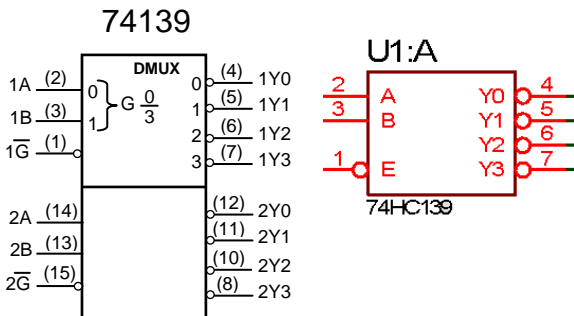 74139
DMUX
1A (2) 0 0 (4) 1Y0
G 0/3
1 (5) 1Y1
1B (3) 1
2 (6) 1Y2
1G̅ (1)
3 (7) 1Y3
2A (14) (12) 2Y0
(11) 2Y1
2B (13)
(10) 2Y2
2G̅ (15)
(8) 2Y3
U1:A
2 A Y0 4
3 B Y1 5
Y2 6
1 E Y3 7
74HC139